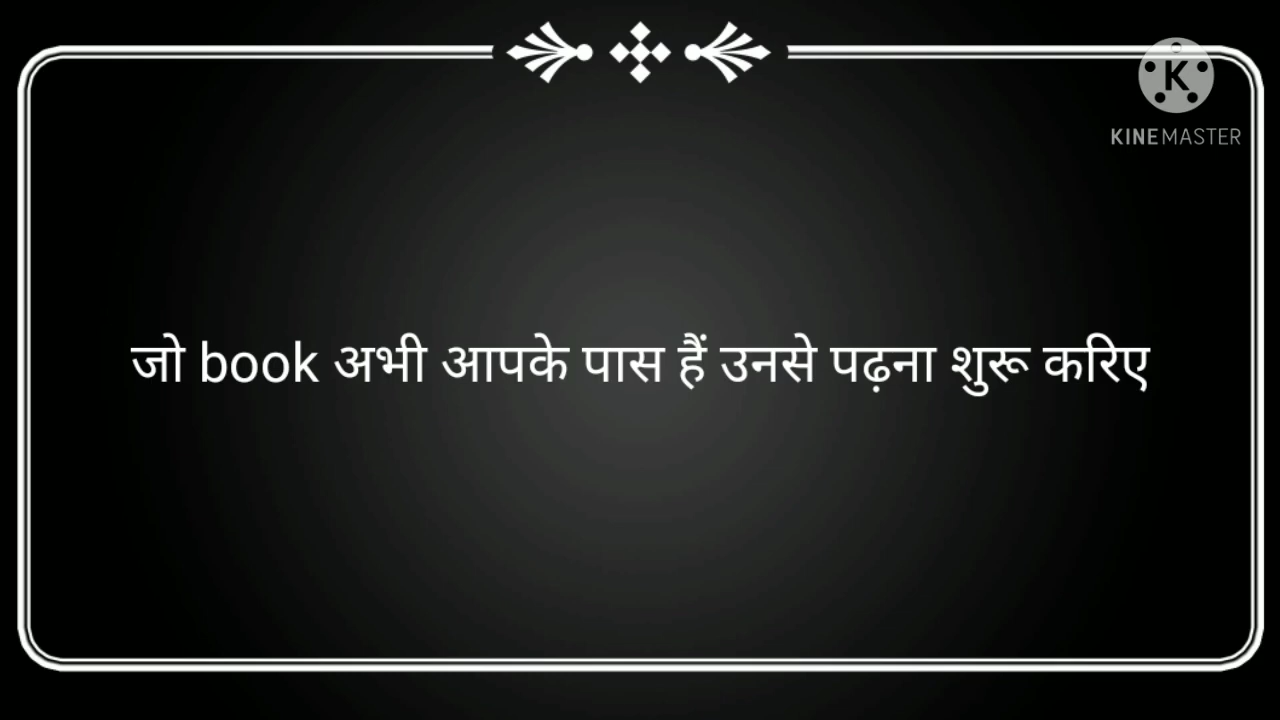 K
KINEMASTER
जो book अभी आपके पास हैं उनसे पढ़ना शुरू करिए